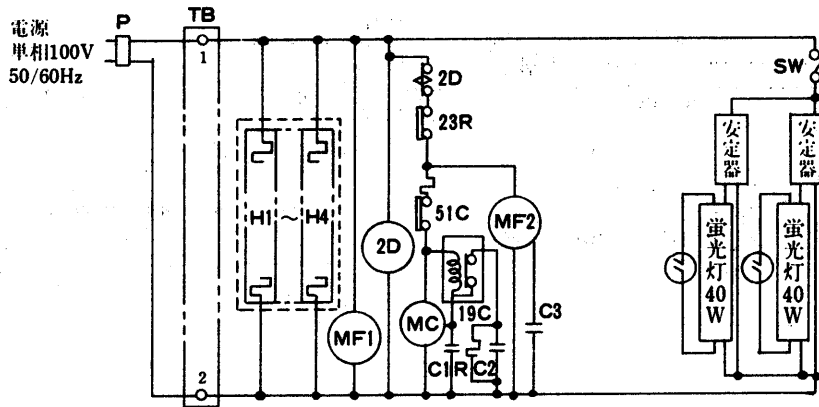 電源
単相100V
50/60Hz
P
TB
1
2
H1
~
H4
MF1
2D
2D
23R
51C
MF2
19C
MC
C1
R
C2
C3
SW
安定器
安定器
蛍光灯
40
W
蛍光灯
40
W